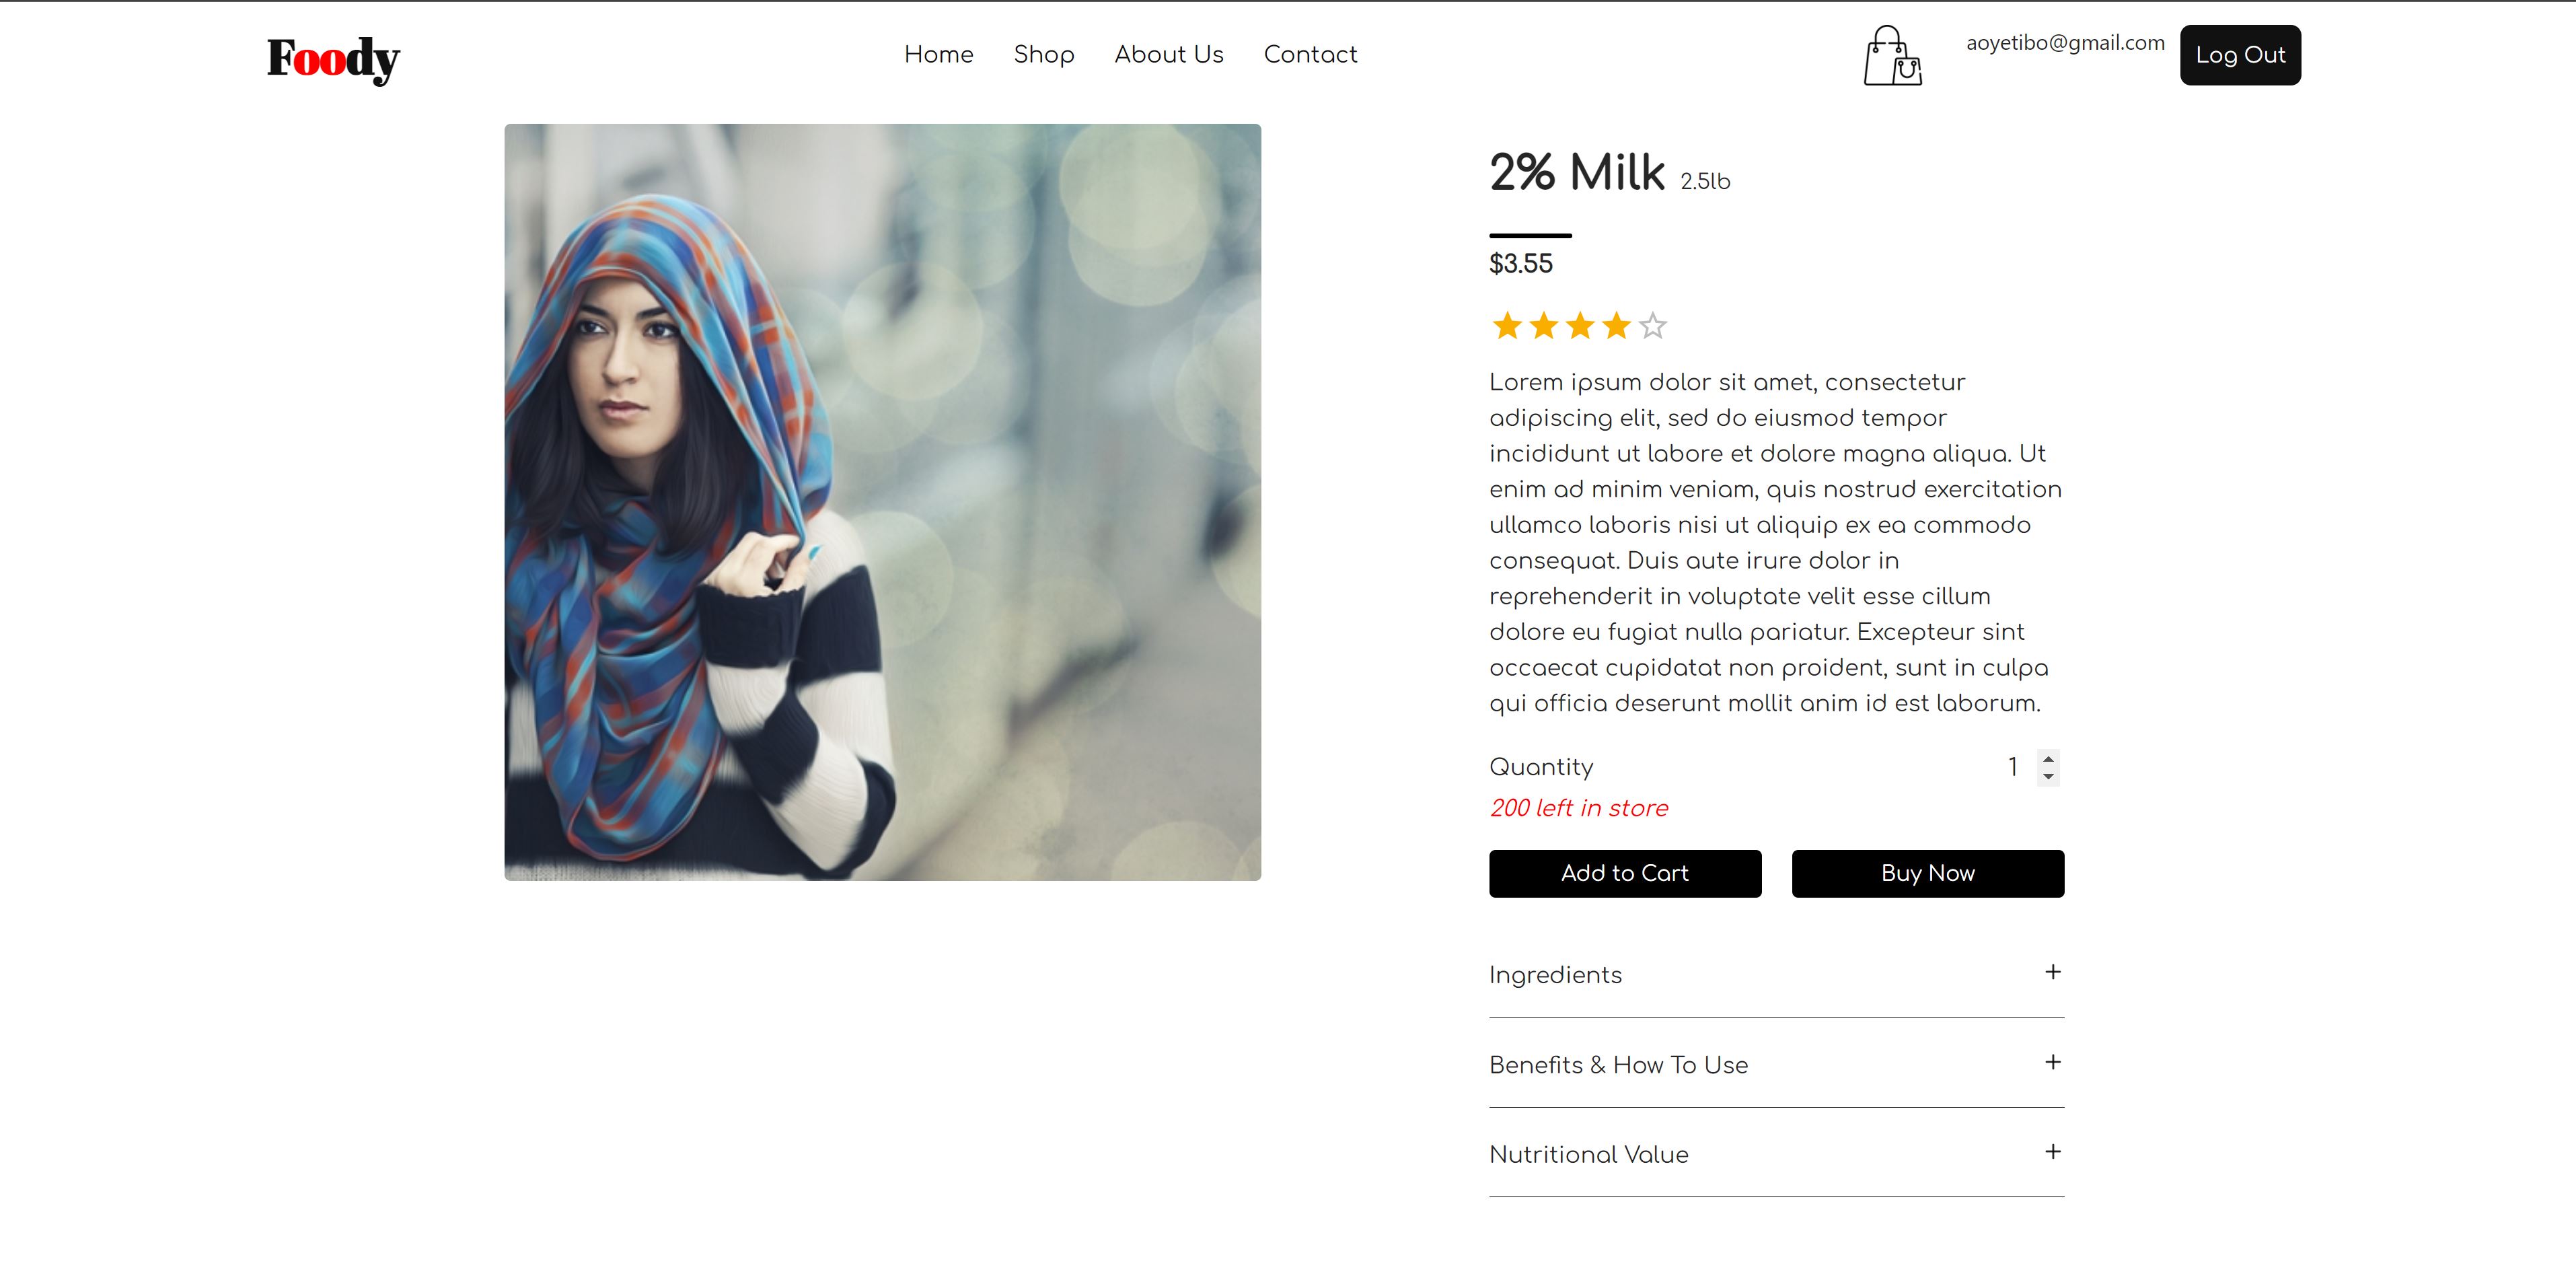 Foody
Home Shop About Us Contact
aoyetibo@gmail.com
Log Out
2% Milk 2.5lb
$3.55
Lorem ipsum dolor sit amet, consectetur
adipiscing elit, sed do eiusmod tempor
incididunt ut labore et dolore magna aliqua. Ut
enim ad minim veniam, quis nostrud exercitation
ullamco laboris nisi ut aliquip ex ea commodo
consequat. Duis aute irure dolor in
reprehenderit in voluptate velit esse cillum
dolore eu fugiat nulla pariatur. Excepteur sint
occaecat cupidatat non proident, sunt in culpa
qui officia deserunt mollit anim id est laborum.
Quantity 1
200 left in store
Add to Cart Buy Now
Ingredients +
Benefits & How To Use +
Nutritional Value +